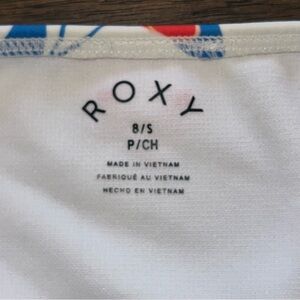 ROXY
8/S
P/CH
MADE IN VIETNAM
FABRIQUÉ AU VIETNAM
HECHO EN VIETNAM